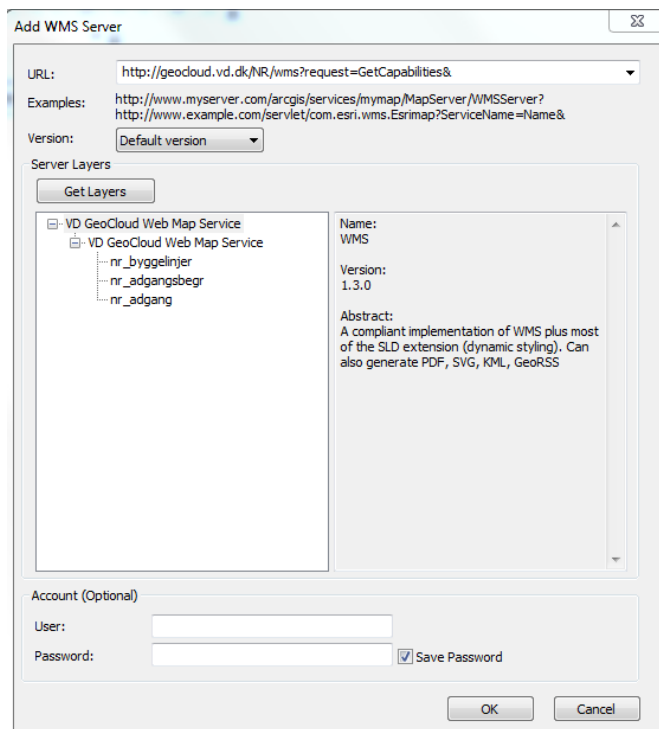 Add WMS Server
URL: http://geocloud.vd.dk/NR/wms?request=GetCapabilities&
Examples: http://www.myserver.com/arcgis/services/mymap/MapServer/WMSServer?
http://www.example.com/servlet/com.esri.wms.Esrimap?ServiceName=Name&
Version: Default version
Server Layers
Get Layers
VD GeoCloud Web Map Service
VD GeoCloud Web Map Service
nr_byggelinjer
nr_adgangsbegr
nr_adgang
Name:
WMS
Version:
1.3.0
Abstract:
A compliant implementation of WMS plus most
of the SLD extension (dynamic styling). Can
also generate PDF, SVG, KML, GeoRSS
Account (Optional)
User:
Password:
Save Password
OK
Cancel